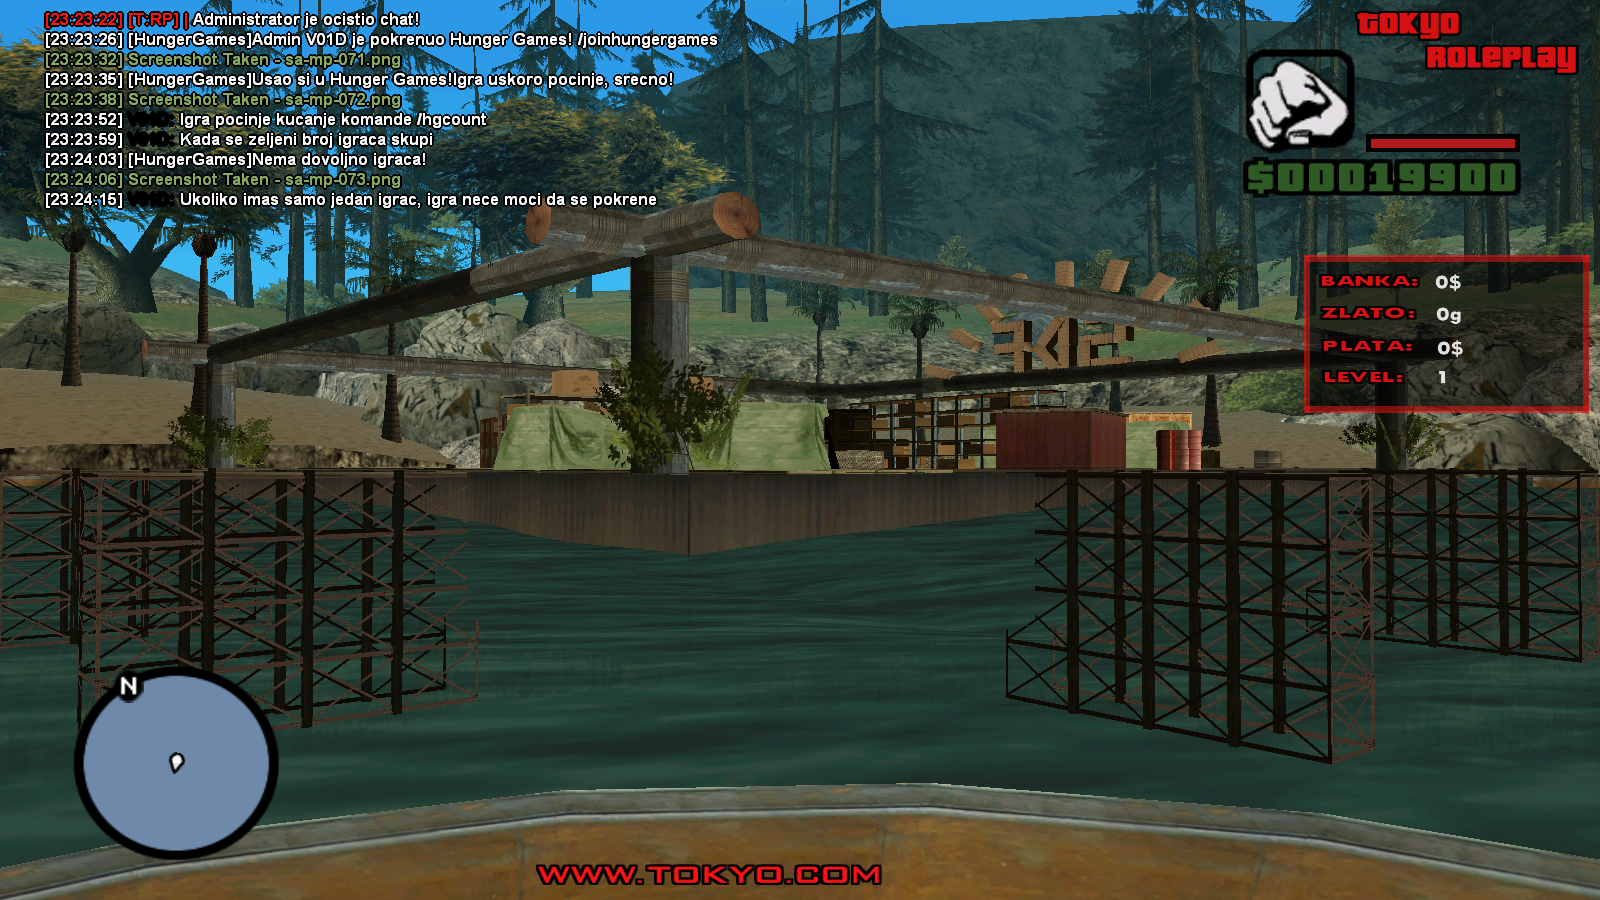 [23:23:22] [T:RP] | Administrator je ocistio chat!
[23:23:26] [HungerGames]Admin V01D je pokrenuo Hunger Games! /joinhungergames
[23:23:32] Screenshot Taken - sa-mp-071.png
[23:23:35] [HungerGames]Usao si u Hunger Games!Igra uskoro pocinje, srecno!
[23:23:38] Screenshot Taken - sa-mp-072.png
[23:23:52] V01D: Igra pocinje kucanje komande /hgcount
[23:23:59] V01D: Kada se zeljeni broj igraca skupi
[23:24:03] [HungerGames]Nema dovoljno igraca!
[23:24:06] Screenshot Taken - sa-mp-073.png
[23:24:15] V01D: Ukoliko imas samo jedan igrac, igra nece moci da se pokrene
TOKYO
ROLEPLAY
$00019900
BANKA: 0$
ZLATO: 0g
PLATA: 0$
LEVEL: 1
N
WWW.TOKYO.COM